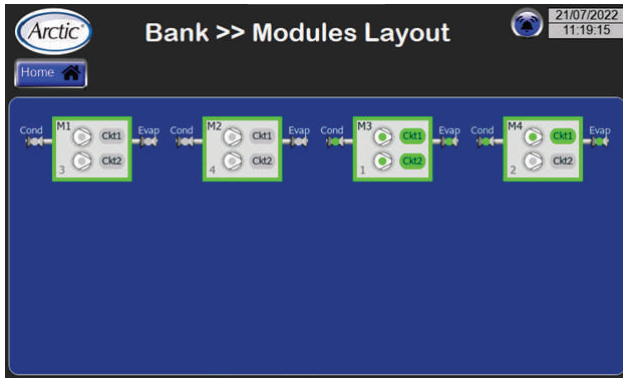 Arctic
Bank >> Modules Layout
21/07/2022
11:19:15
Home
Cond M1 Ckt1 Evap
3 Ckt2
Cond M2 Ckt1 Evap
4 Ckt2
Cond M3 Ckt1 Evap
1 Ckt2
Cond M4 Ckt1 Evap
2 Ckt2